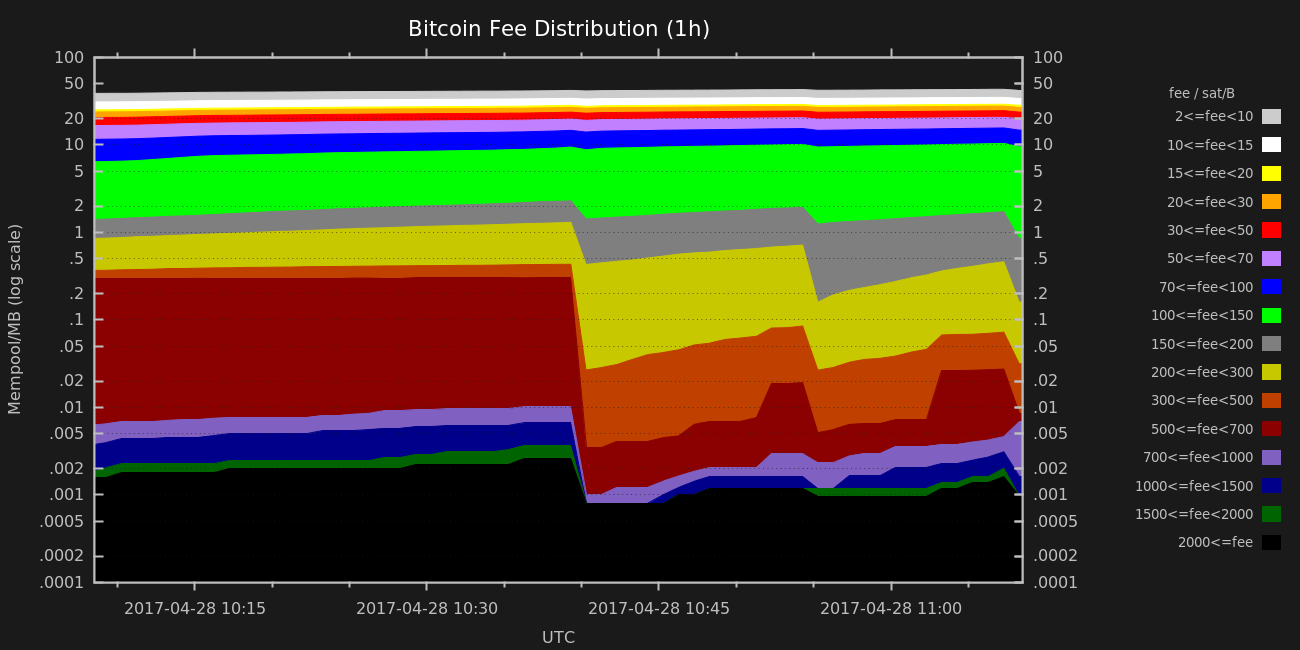 Bitcoin Fee Distribution (1h)
Mempool/MB (log scale)
100
50
20
10
5
2
1
.5
.2
.1
.05
.02
.01
.005
.002
.001
.0005
.0002
.0001
100
50
20
10
5
2
1
.5
.2
.1
.05
.02
.01
.005
.002
.001
.0005
.0002
.0001
2017-04-28 10:15
2017-04-28 10:30
2017-04-28 10:45
2017-04-28 11:00
UTC
fee / sat/B
2<=fee<10
10<=fee<15
15<=fee<20
20<=fee<30
30<=fee<50
50<=fee<70
70<=fee<100
100<=fee<150
150<=fee<200
200<=fee<300
300<=fee<500
500<=fee<700
700<=fee<1000
1000<=fee<1500
1500<=fee<2000
2000<=fee